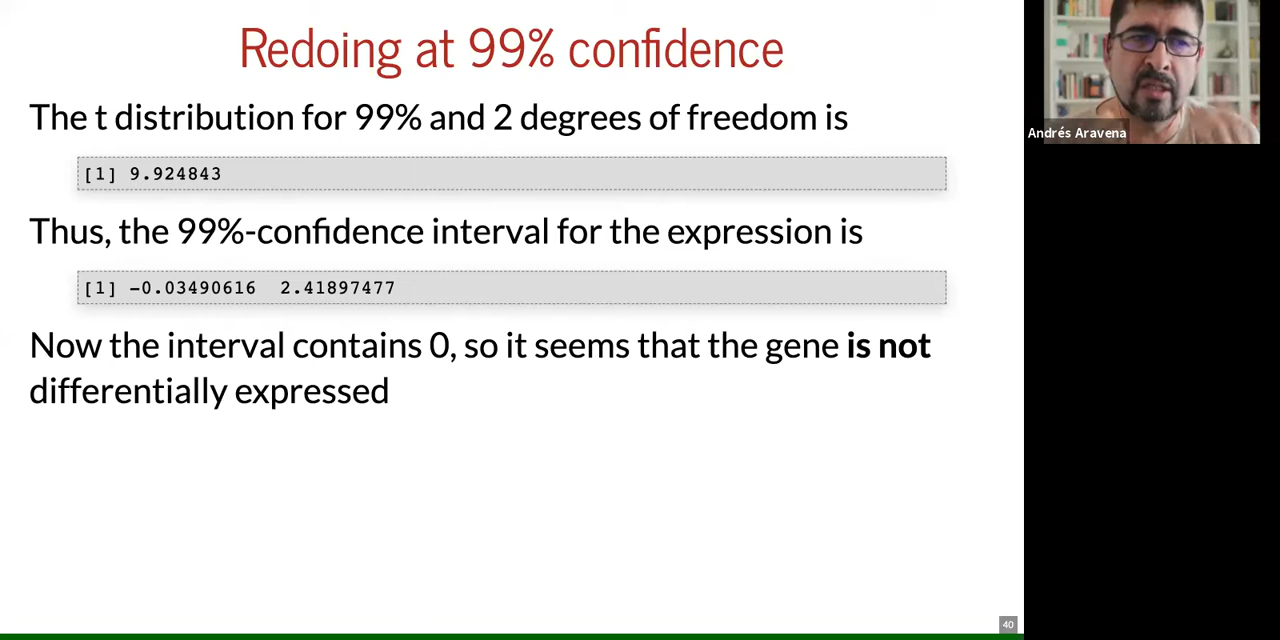 Redoing at 99% confidence
The t distribution for 99% and 2 degrees of freedom is
[1] 9.924843
Thus, the 99%-confidence interval for the expression is
[1] -0.03490616  2.41897477
Now the interval contains 0, so it seems that the gene is not
differentially expressed
40
Andrés Aravena